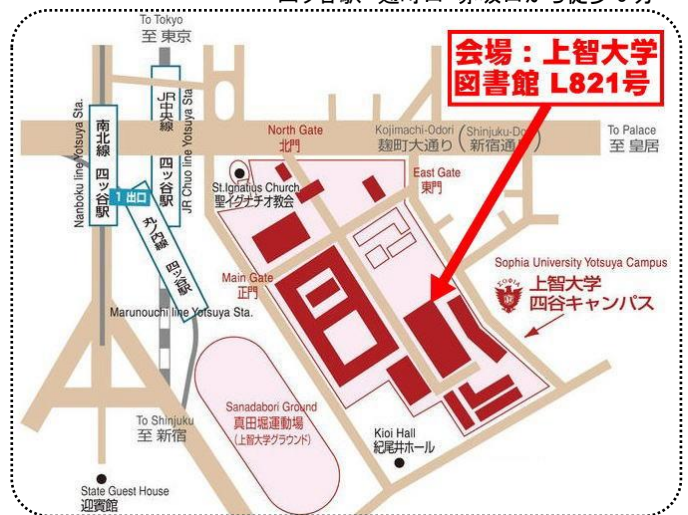 To Tokyo
至 東京
会場：上智大学
図書館 L821号
North Gate
北門
Kojimachi-Odori
麹町大通り
To Palace
至 皇居
南北線 四ッ谷駅
Nanboku line Yotsuya Sta.
JR中央線 四ッ谷駅
JR Chuo line Yotsuya Sta.
1 出口
St.Ignatius Church
聖イグナチオ教会
East Gate
東門
丸ノ内線 四ッ谷駅
Marunouchi line Yotsuya Sta.
Main Gate
正門
Sophia University Yotsuya Campus
上智大学
四谷キャンパス
Sanadabori Ground
真田堀運動場
（上智大学グラウンド）
To Shinjuku
至 新宿
Kioi Hall
紀尾井ホール
State Guest House
迎賓館